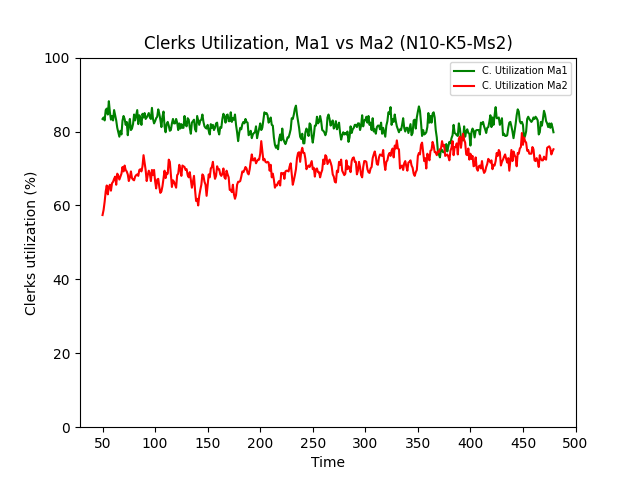 Clerks Utilization, Ma1 vs Ma2 (N10-K5-Ms2)
C. Utilization Ma1
C. Utilization Ma2
100
80
60
40
20
0
Clerks utilization (%)
50 100 150 200 250 300 350 400 450 500
Time